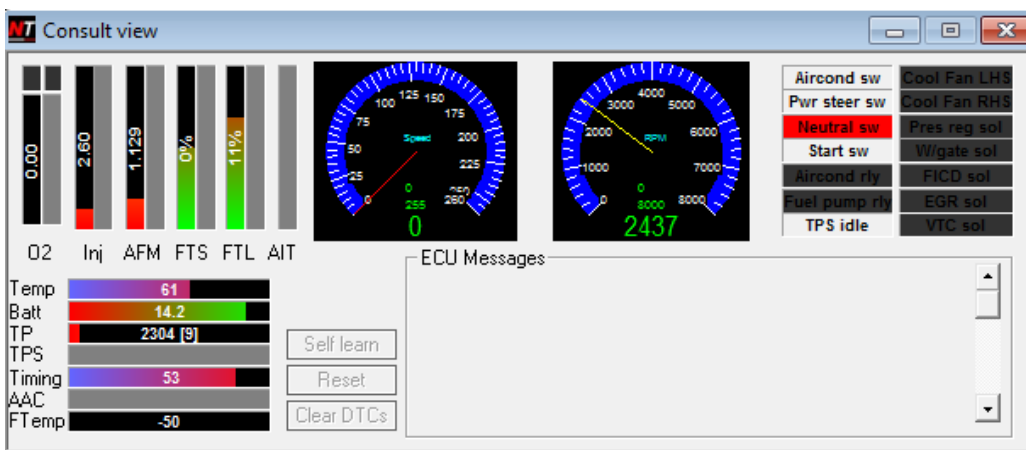 NT Consult view
0.00
2.60
1.129
0%
11%
O2 Inj AFM FTS FTL AIT
0 25 50 75 100 125 150 175 200 225 250 260
Speed
0
255
0
0 1000 2000 3000 4000 5000 6000 7000 8000
RPM
0
8000
2437
Aircond sw Cool Fan LHS
Pwr steer sw Cool Fan RHS
Neutral sw Pres reg sol
Start sw W/gate sol
Aircond rly FICD sol
Fuel pump rly EGR sol
TPS idle VTC sol
Temp 61
Batt 14.2
TP 2304 [9]
TPS
Timing 53
AAC
FTemp -50
Self learn
Reset
Clear DTCs
ECU Messages